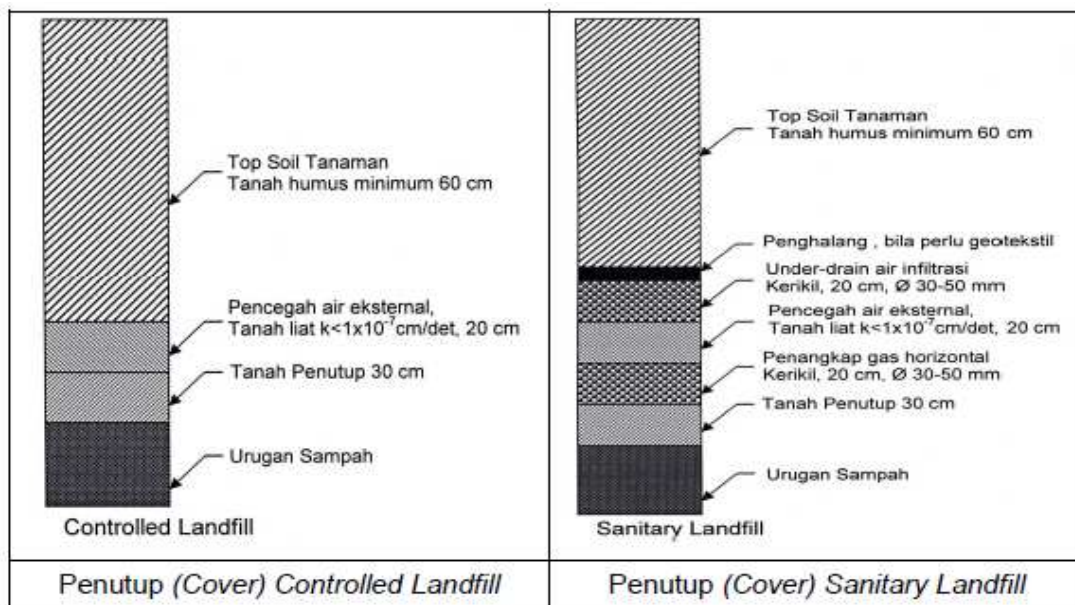 Top Soil Tanaman
Tanah humus minimum 60 cm
Pencegah air eksternal,
Tanah liat k<1x10⁻⁷cm/det, 20 cm
Tanah Penutup 30 cm
Urugan Sampah
Controlled Landfill
Top Soil Tanaman
Tanah humus minimum 60 cm
Penghalang , bila perlu geotekstil
Under-drain air infiltrasi
Kerikil, 20 cm, Ø 30-50 mm
Pencegah air eksternal,
Tanah liat k<1x10⁻⁷cm/det, 20 cm
Penangkap gas horizontal
Kerikil, 20 cm, Ø 30-50 mm
Tanah Penutup 30 cm
Urugan Sampah
Sanitary Landfill
Penutup (Cover) Controlled Landfill
Penutup (Cover) Sanitary Landfill